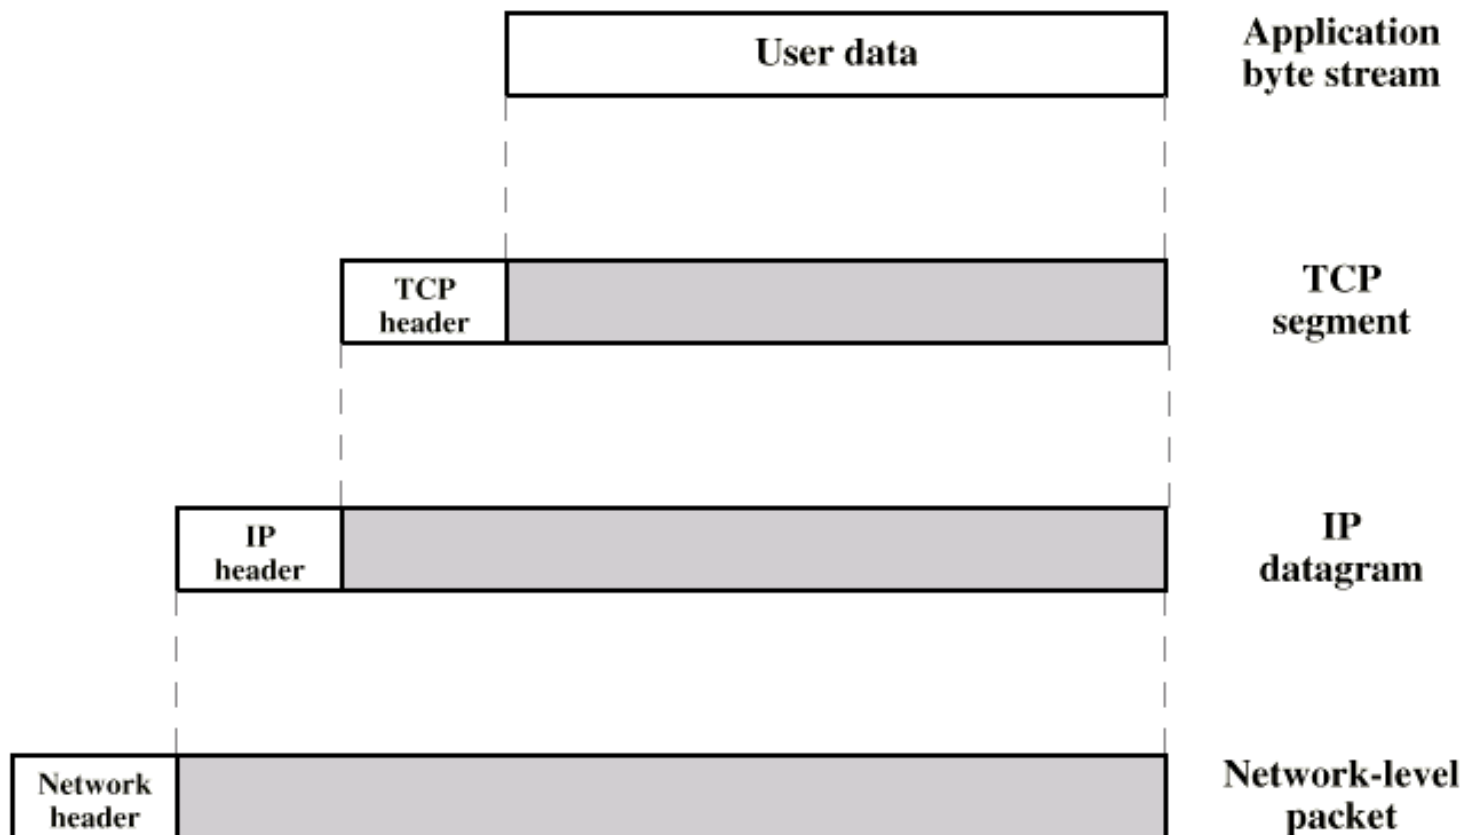 User data
Application
byte stream
TCP
header
TCP
segment
IP
header
IP
datagram
Network
header
Network-level
packet